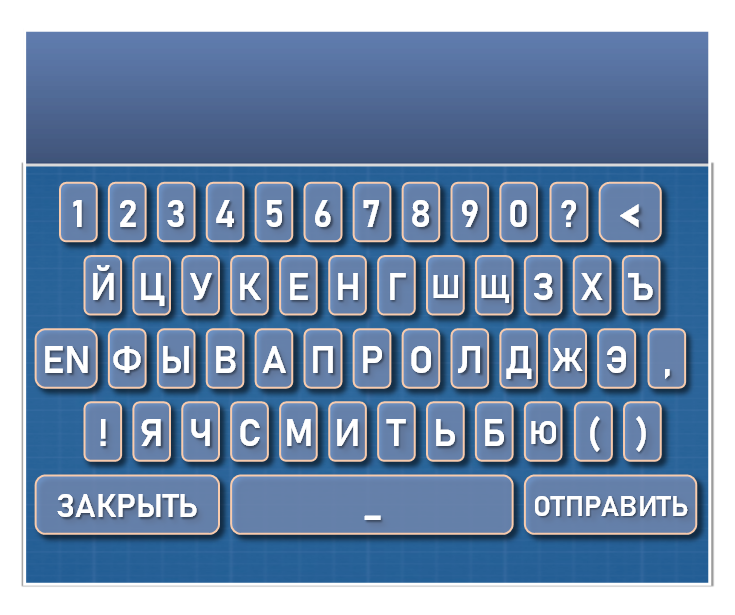 1 2 3 4 5 6 7 8 9 0 ? <
Й Ц У К Е Н Г Ш Щ З Х Ъ
EN Ф Ы В А П Р О Л Д Ж Э ,
! Я Ч С М И Т Ь Б Ю ( )
ЗАКРЫТЬ _ ОТПРАВИТЬ